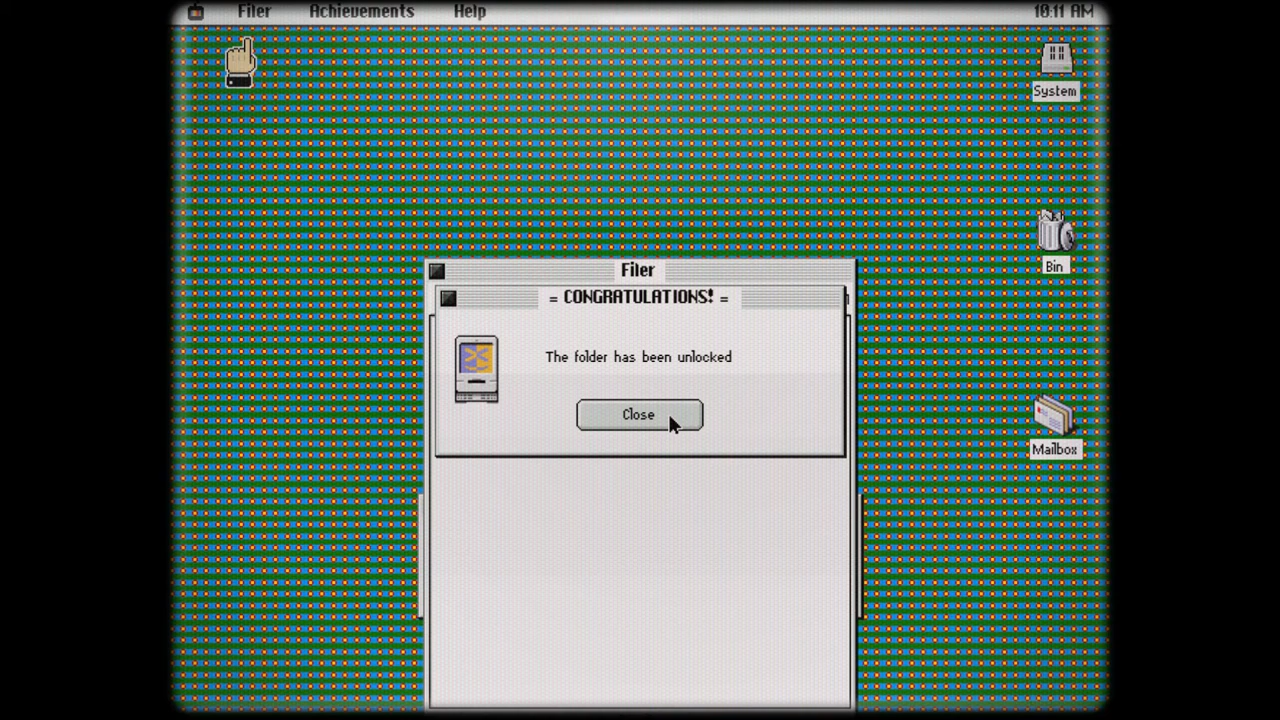 Filer Achievements Help 10:11 AM
System
Bin
Filer
= CONGRATULATIONS! =
The folder has been unlocked
Close
Mailbox